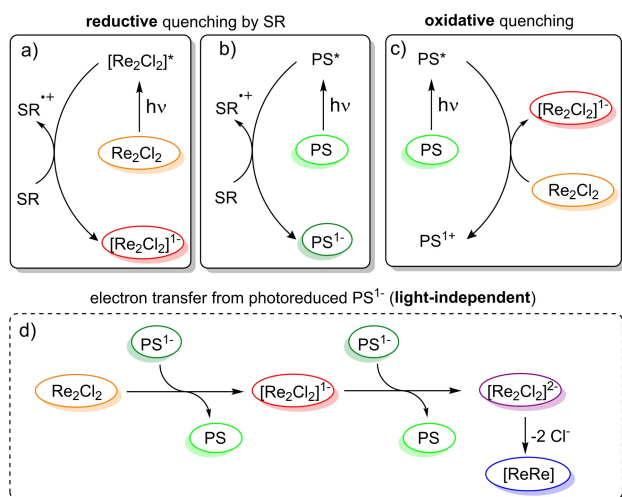 reductive quenching by SR
oxidative quenching
a)
[Re₂Cl₂]*
SR•⁺
hν
Re₂Cl₂
SR
[Re₂Cl₂]¹⁻
b)
PS*
SR•⁺
hν
PS
SR
PS¹⁻
c)
PS*
hν
[Re₂Cl₂]¹⁻
PS
Re₂Cl₂
PS¹⁺
electron transfer from photoreduced PS¹⁻ (light-independent)
d)
PS¹⁻
PS¹⁻
Re₂Cl₂
[Re₂Cl₂]¹⁻
[Re₂Cl₂]²⁻
PS
PS
-2 Cl⁻
[ReRe]